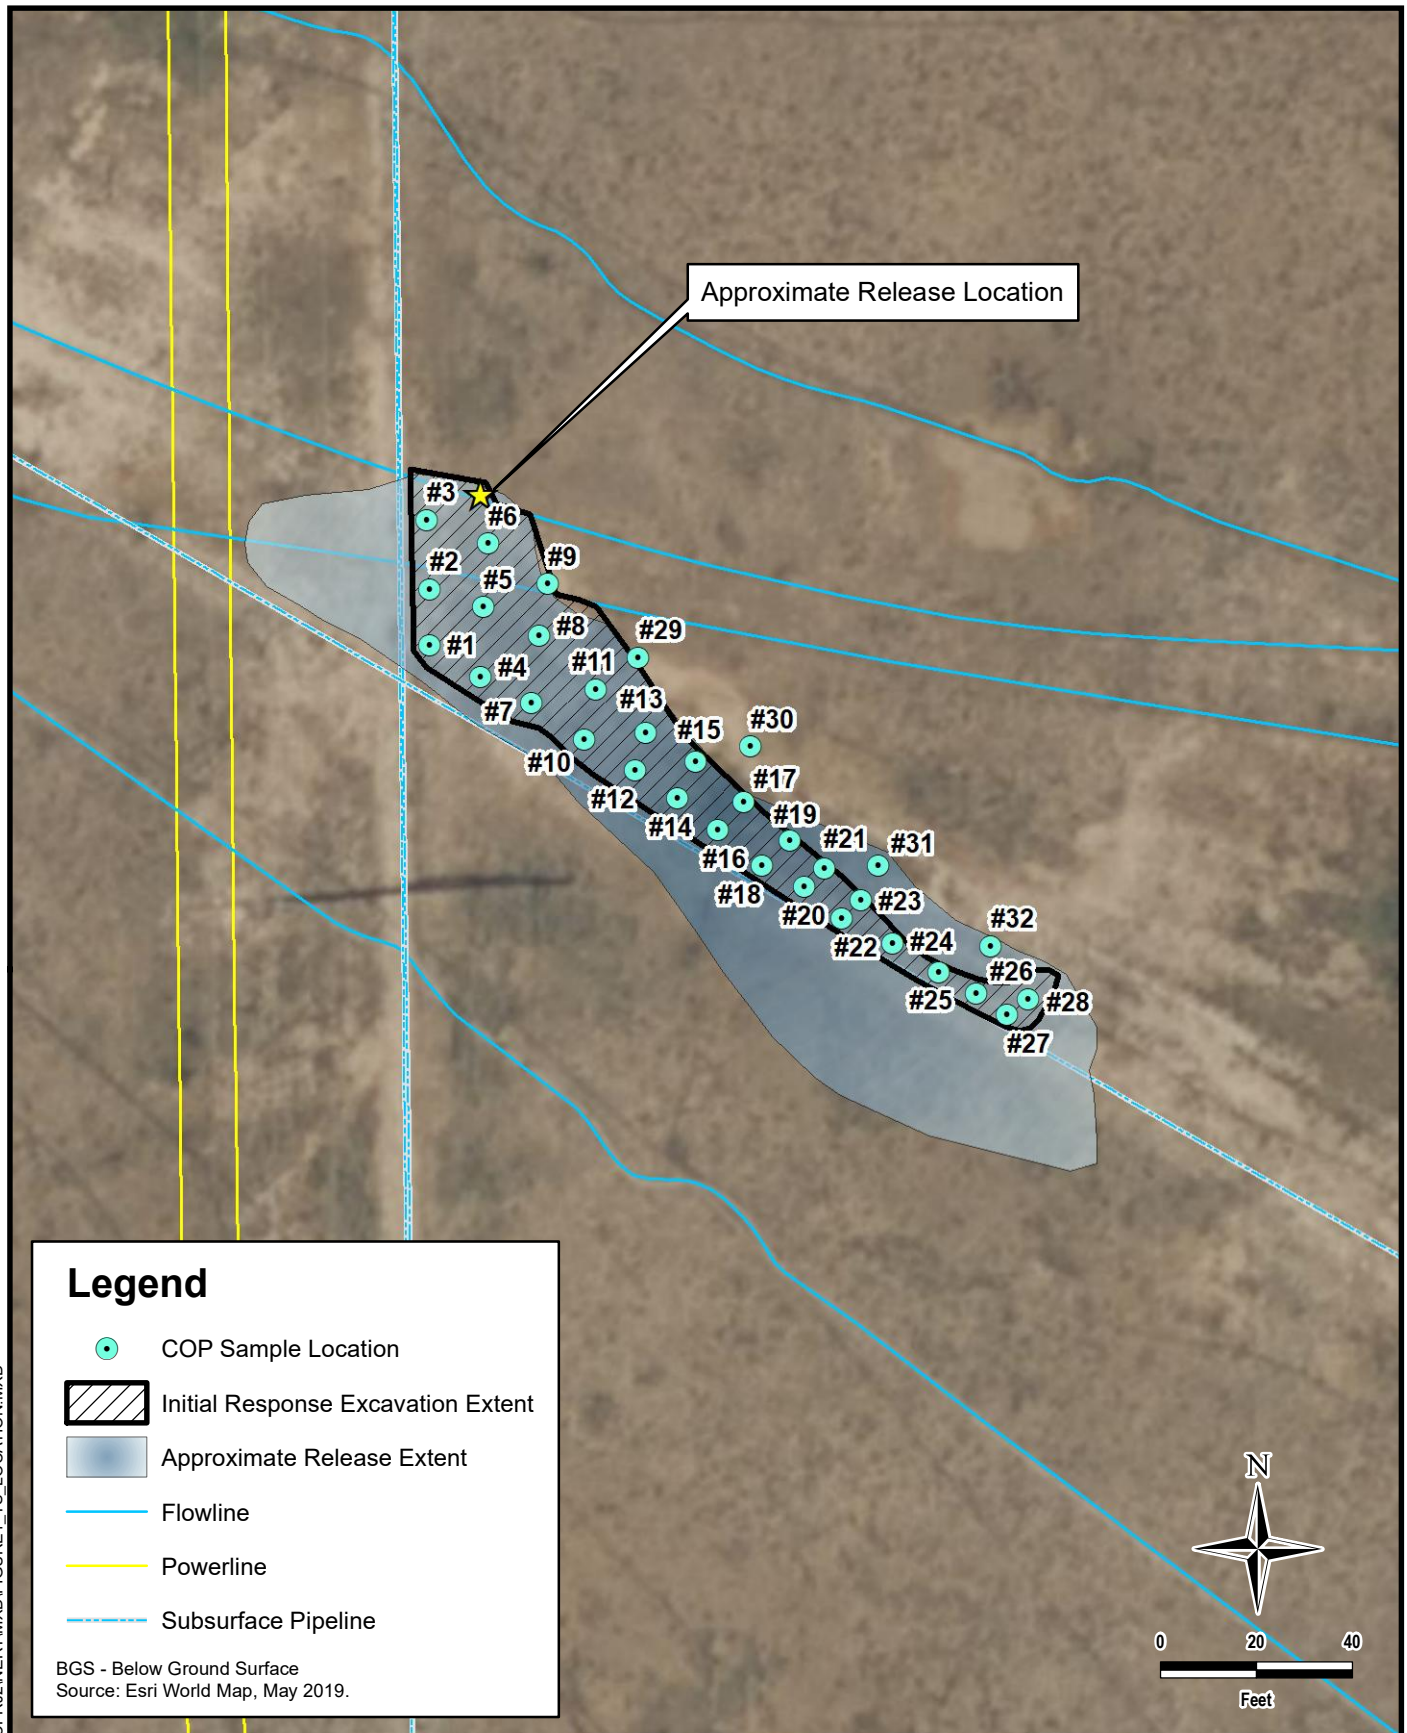 Approximate Release Location
#3
#6
#9
#2
#5
#8
#29
#1
#4
#11
#7
#13
#30
#10
#15
#12
#17
#14
#19
#16
#21
#31
#18
#20
#23
#32
#22
#24
#26
#25
#28
#27
Legend
COP Sample Location
Initial Response Excavation Extent
Approximate Release Extent
Flowline
Powerline
Subsurface Pipeline
BGS - Below Ground Surface
Source: Esri World Map, May 2019.
N
0 20 40
Feet